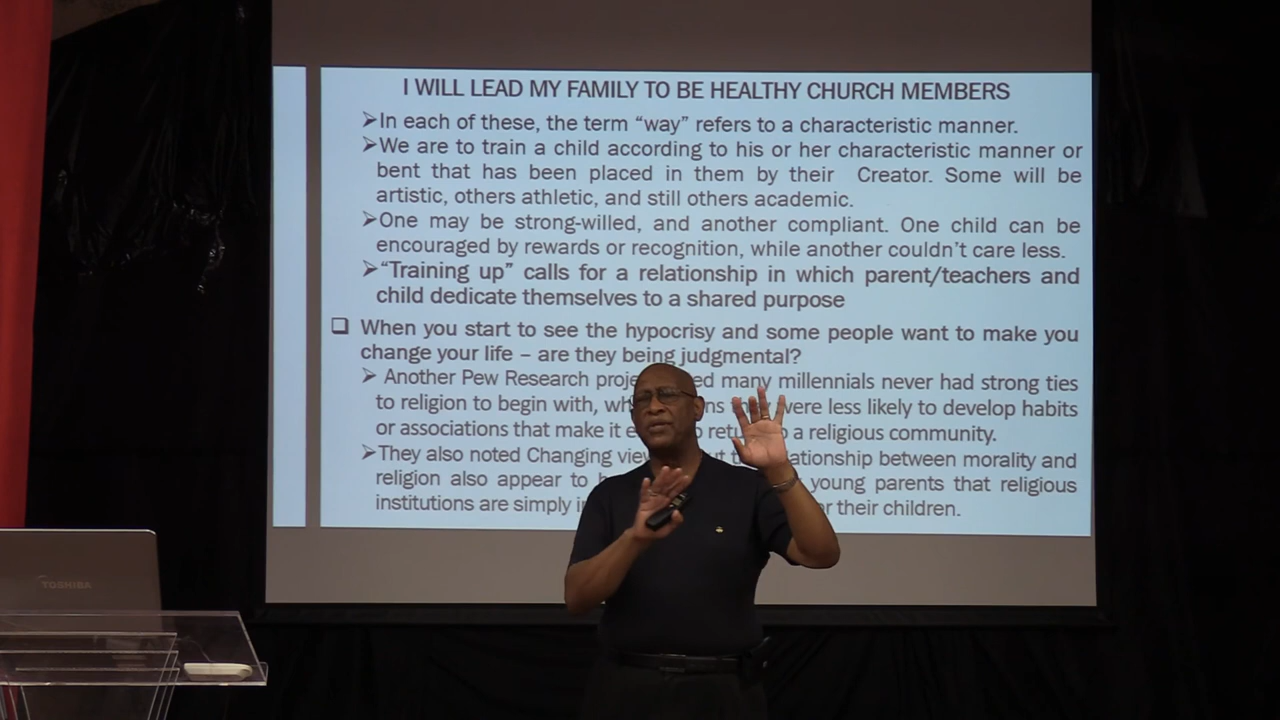 I WILL LEAD MY FAMILY TO BE HEALTHY CHURCH MEMBERS
➢In each of these, the term “way” refers to a characteristic manner.
➢We are to train a child according to his or her characteristic manner or
bent that has been placed in them by their Creator. Some will be
artistic, others athletic, and still others academic.
➢One may be strong-willed, and another compliant. One child can be
encouraged by rewards or recognition, while another couldn’t care less.
➢“Training up” calls for a relationship in which parent/teachers and
child dedicate themselves to a shared purpose
❑ When you start to see the hypocrisy and some people want to make you
change your life – are they being judgmental?
➢ Another Pew Research many millennials never had strong ties
to religion to begin with, were less likely to develop habits
or associations that make it a religious community.
➢They also noted Changing between morality and
religion also appear to young parents that religious
institutions are simply their children.
TOSHIBA